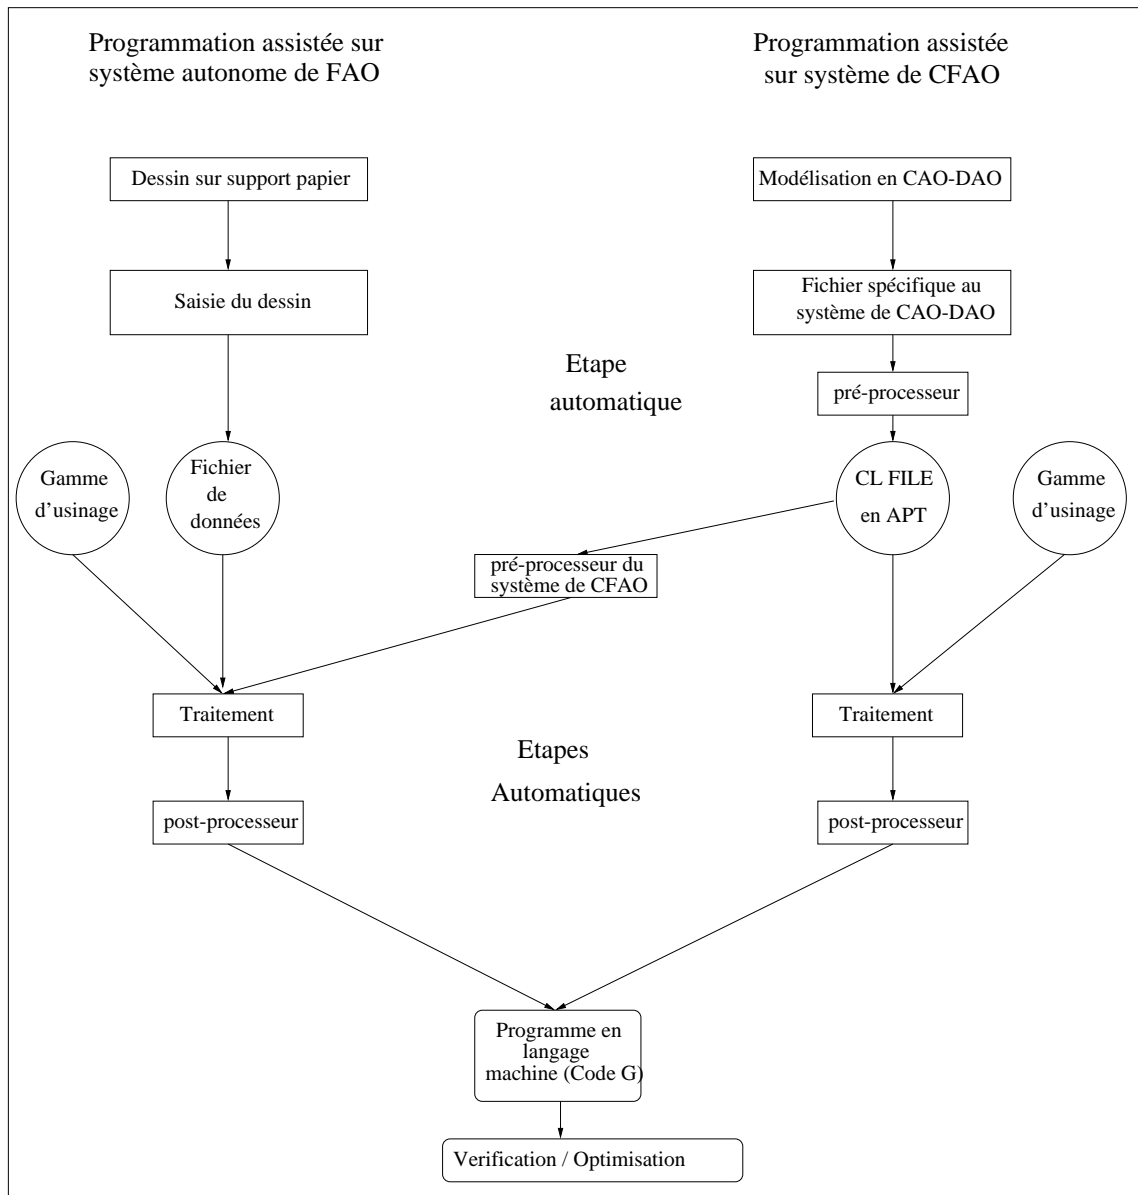 Programmation assistée sur
système autonome de FAO
Programmation assistée
sur système de CFAO
Dessin sur support papier
Modélisation en CAO-DAO
Saisie du dessin
Fichier spécifique au
système de CAO-DAO
Etape
automatique
pré-processeur
Gamme
d'usinage
Fichier
de
données
CL FILE
en APT
Gamme
d'usinage
pré-processeur du
système de CFAO
Traitement
Traitement
Etapes
Automatiques
post-processeur
post-processeur
Programme en
langage
machine (Code G)
Verification / Optimisation